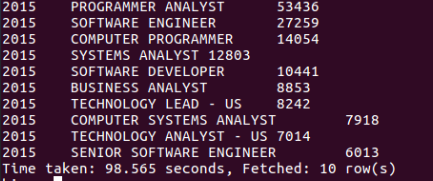 2015 PROGRAMMER ANALYST 53436
2015 SOFTWARE ENGINEER 27259
2015 COMPUTER PROGRAMMER 14054
2015 SYSTEMS ANALYST 12803
2015 SOFTWARE DEVELOPER 10441
2015 BUSINESS ANALYST 8853
2015 TECHNOLOGY LEAD - US 8242
2015 COMPUTER SYSTEMS ANALYST 7918
2015 TECHNOLOGY ANALYST - US 7014
2015 SENIOR SOFTWARE ENGINEER 6013
Time taken: 98.565 seconds, Fetched: 10 row(s)